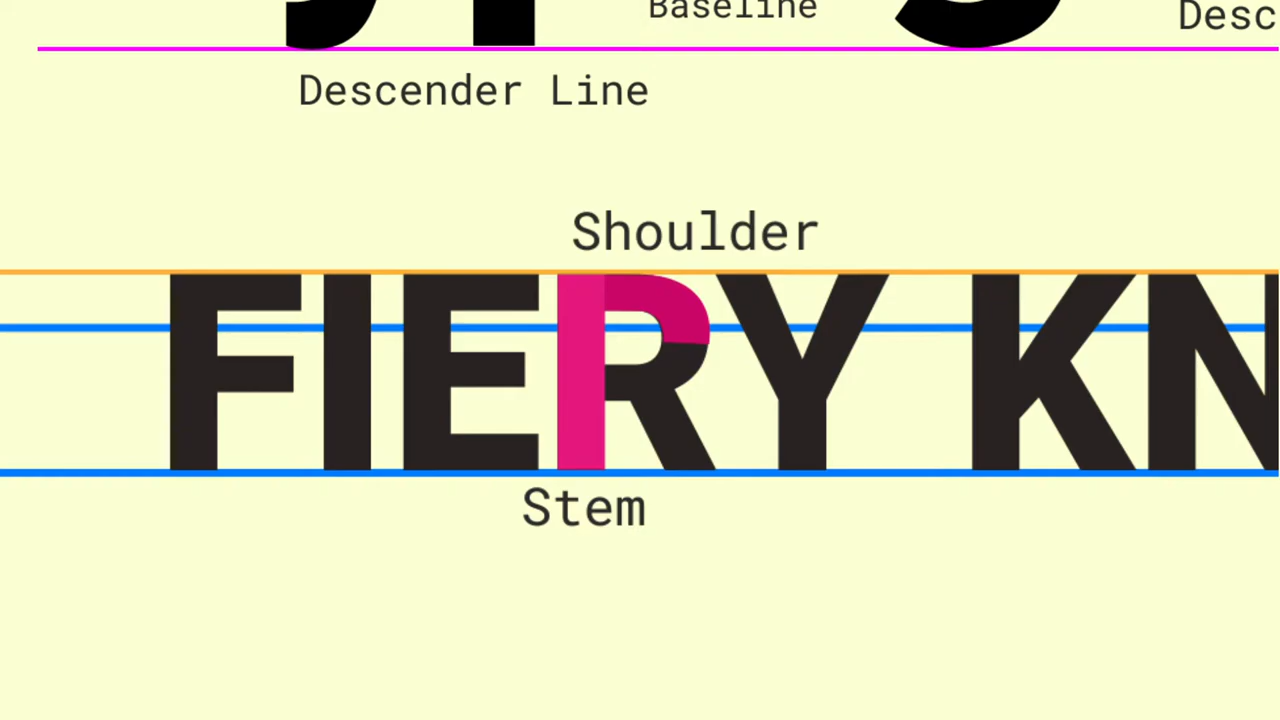 Baseline
Desc
Descender Line
Shoulder
FIERY KN
Stem